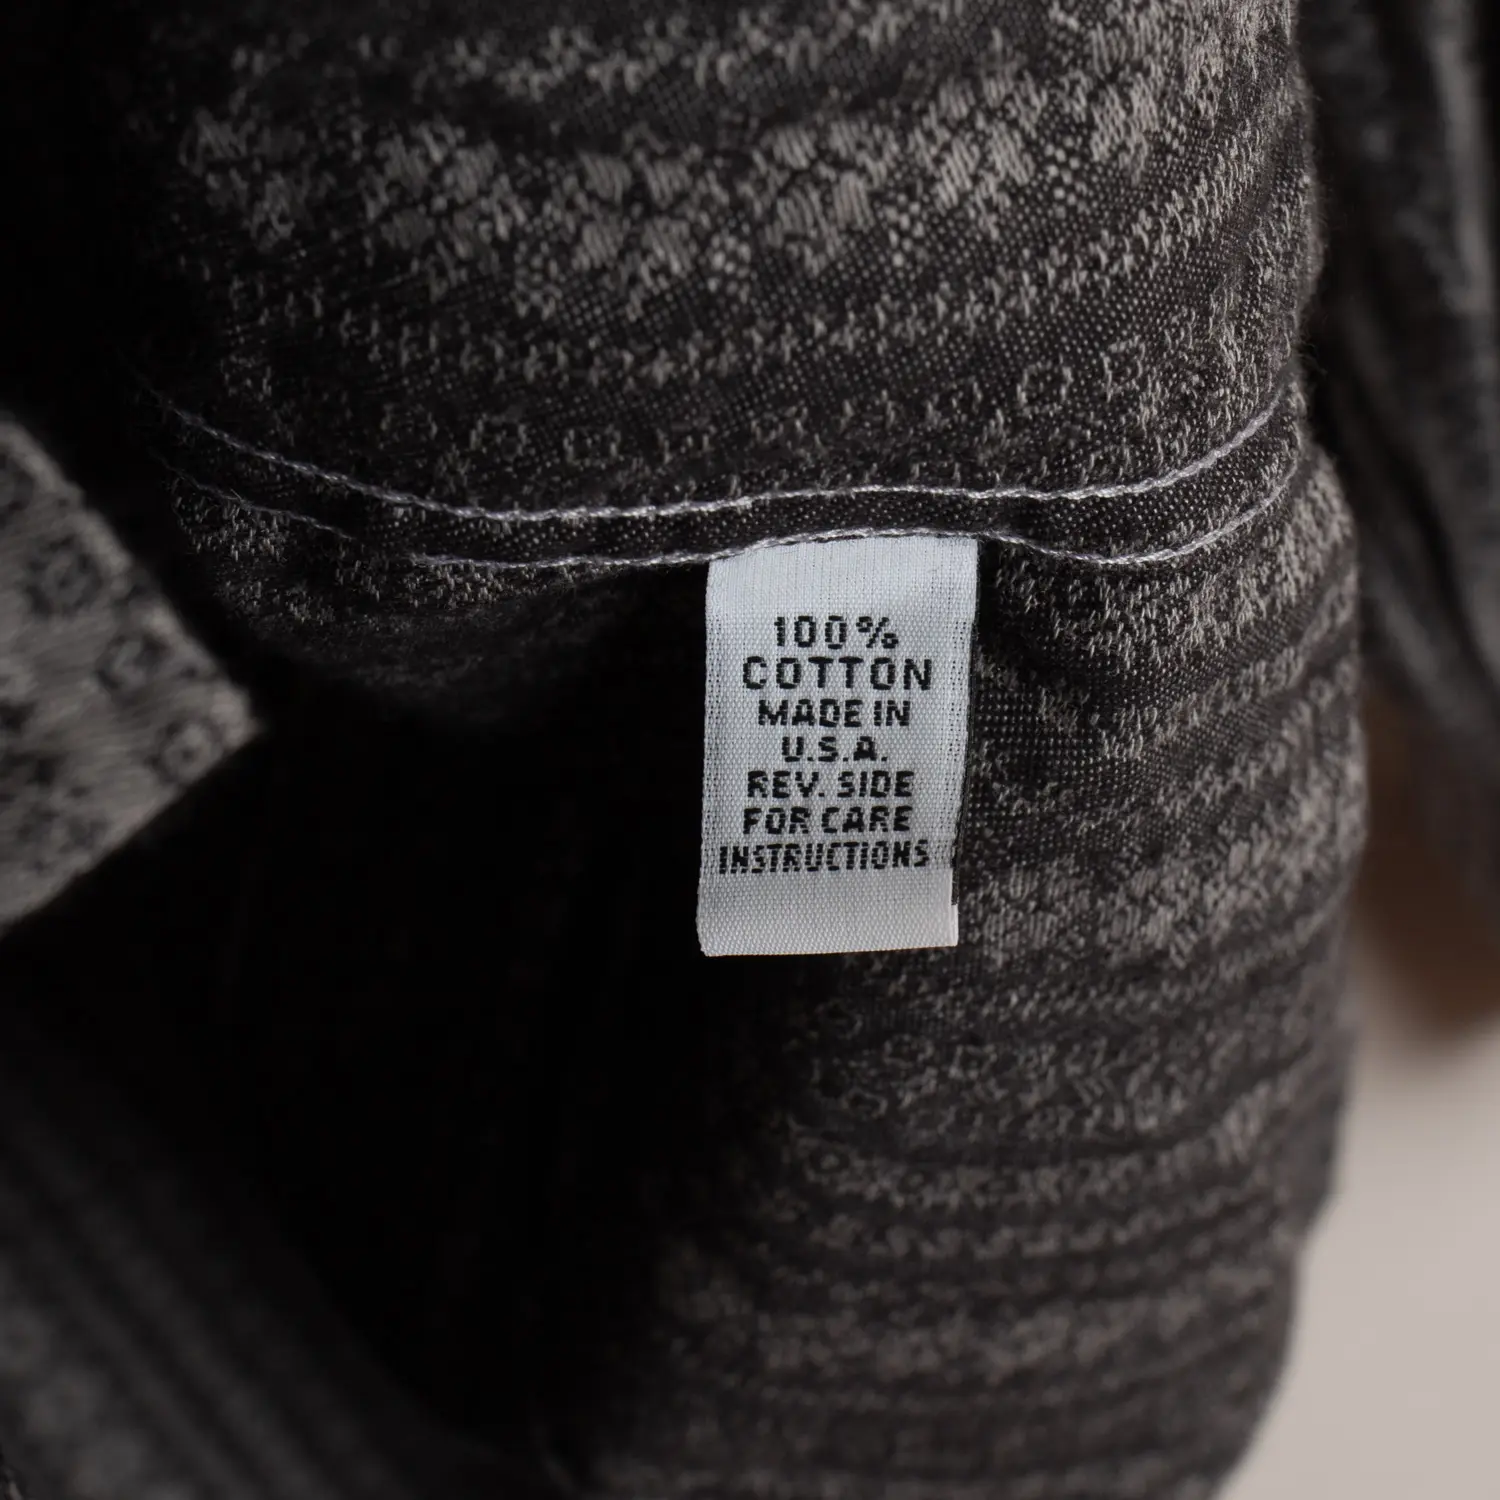 100%
COTTON
MADE IN
U.S.A.
REV. SIDE
FOR CARE
INSTRUCTIONS